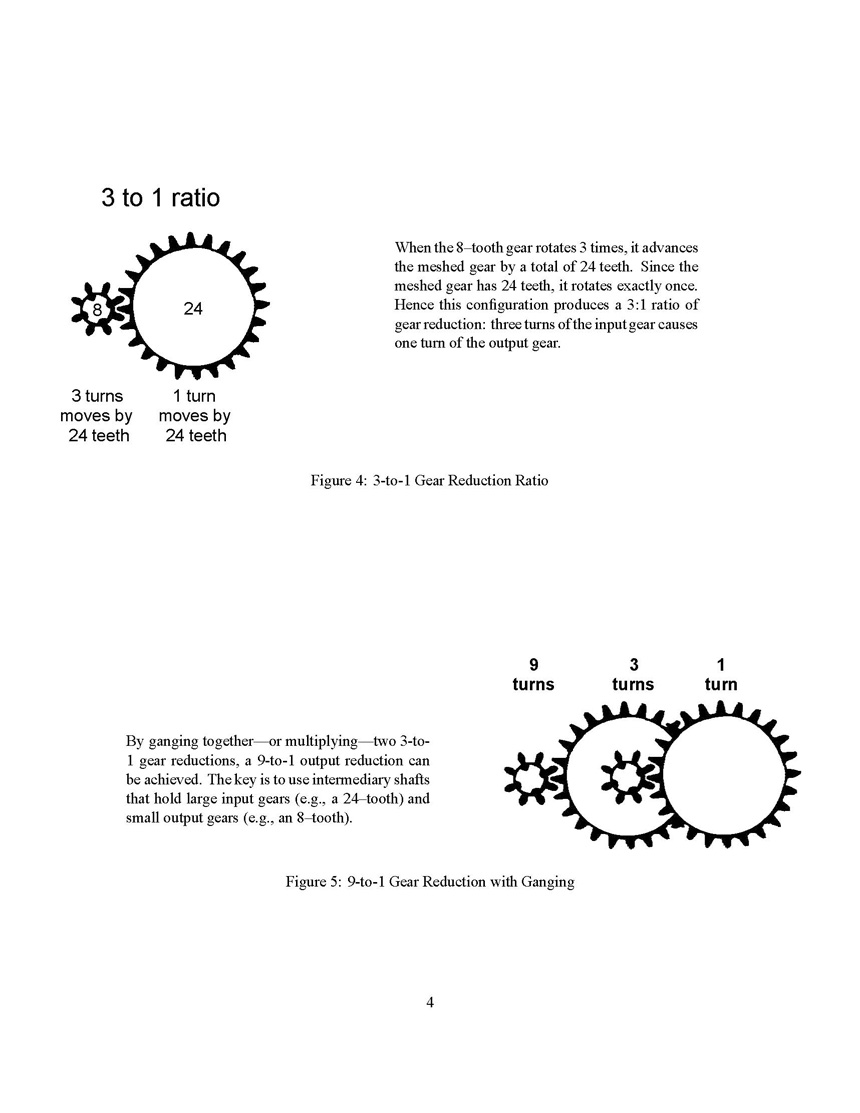 3 to 1 ratio
8
24
3 turns
moves by
24 teeth
1 turn
moves by
24 teeth
When the 8–tooth gear rotates 3 times, it advances
the meshed gear by a total of 24 teeth. Since the
meshed gear has 24 teeth, it rotates exactly once.
Hence this configuration produces a 3:1 ratio of
gear reduction: three turns of the input gear causes
one turn of the output gear.
Figure 4: 3-to-1 Gear Reduction Ratio
9
turns
3
turns
1
turn
By ganging together—or multiplying—two 3-to-
1 gear reductions, a 9-to-1 output reduction can
be achieved. The key is to use intermediary shafts
that hold large input gears (e.g., a 24–tooth) and
small output gears (e.g., an 8–tooth).
Figure 5: 9-to-1 Gear Reduction with Ganging
4